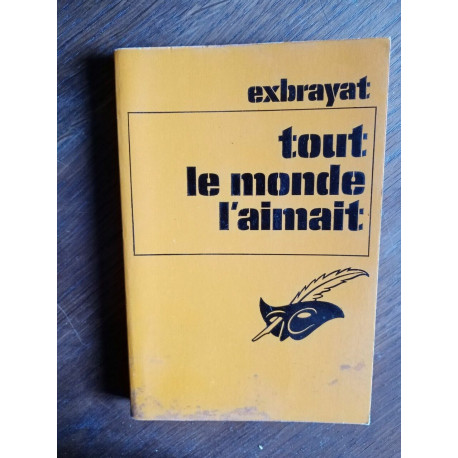 exbrayat
tout
le monde
l'aimait